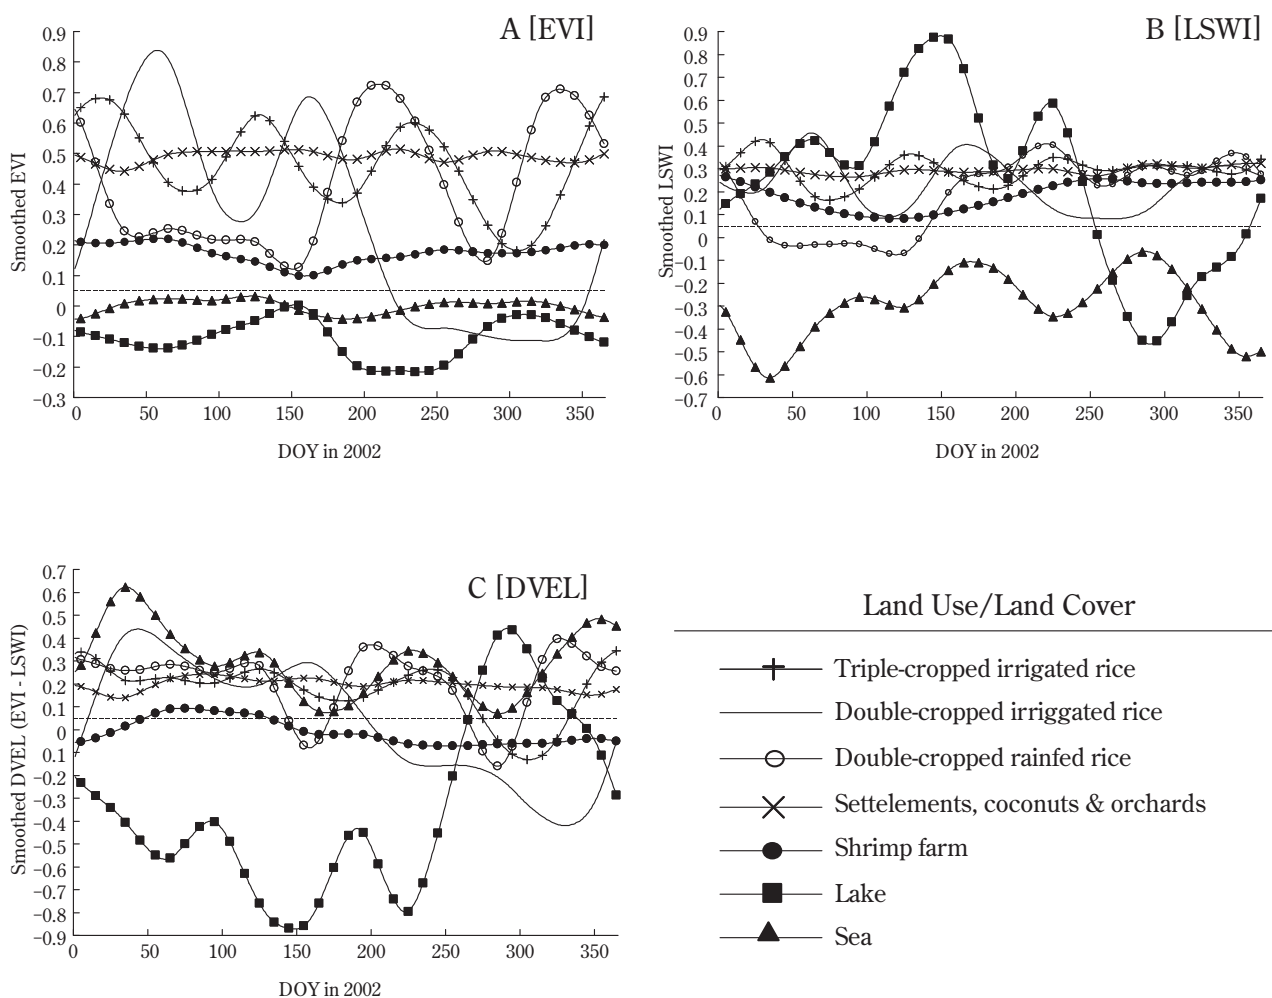 A [EVI]
Smoothed EVI
0.9
0.8
0.7
0.6
0.5
0.4
0.3
0.2
0.1
0
−0.1
−0.2
−0.3
0 50 100 150 200 250 300 350
DOY in 2002
B [LSWI]
Smoothed LSWI
0.9
0.8
0.7
0.6
0.5
0.4
0.3
0.2
0.1
0
−0.1
−0.2
−0.3
−0.4
−0.5
−0.6
−0.7
0 50 100 150 200 250 300 350
DOY in 2002
C [DVEL]
Smoothed DVEL (EVI - LSWI)
0.7
0.6
0.5
0.4
0.3
0.2
0.1
0
0.1
−0.2
−0.3
−0.4
−0.5
−0.6
−0.7
−0.8
−0.9
0 50 100 150 200 250 300 350
DOY in 2002
Land Use/Land Cover
Triple-cropped irrigated rice
Double-cropped irriggated rice
Double-cropped rainfed rice
Settelements, coconuts & orchards
Shrimp farm
Lake
Sea